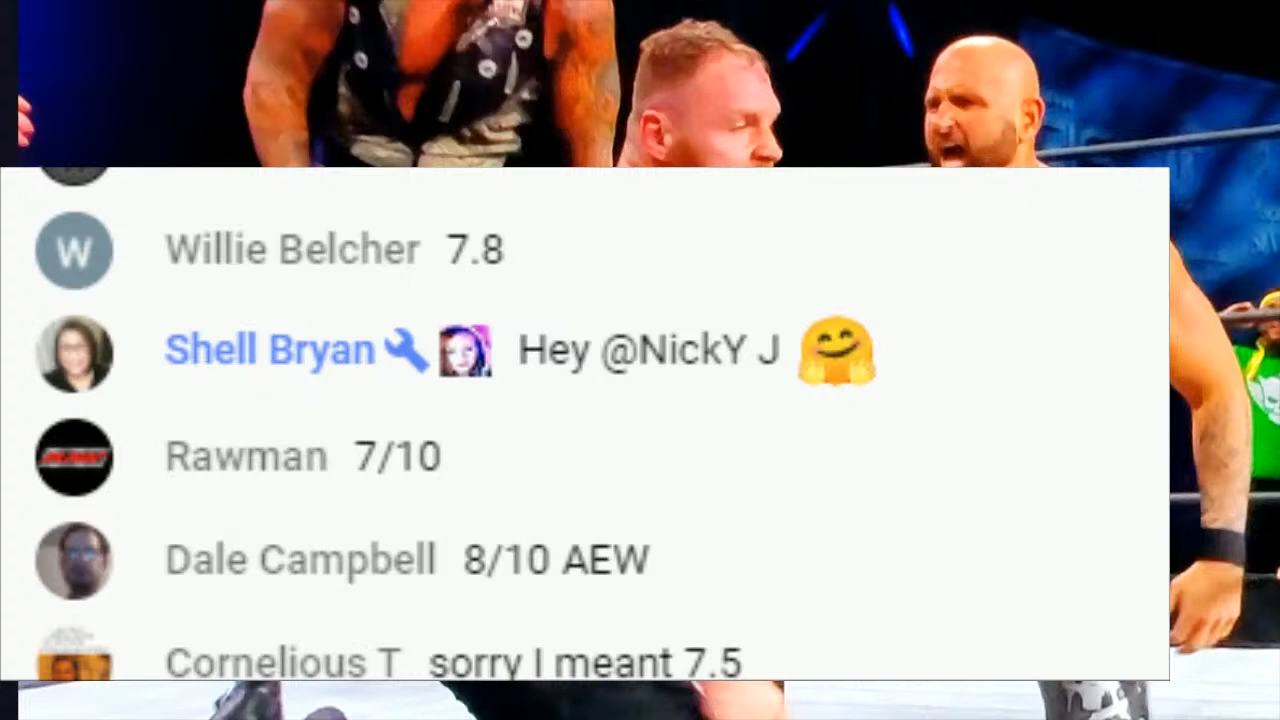 W Willie Belcher 7.8
Shell Bryan Hey @NickY J 🤗
Rawman 7/10
Dale Campbell 8/10 AEW
Cornelious T sorry I meant 7.5